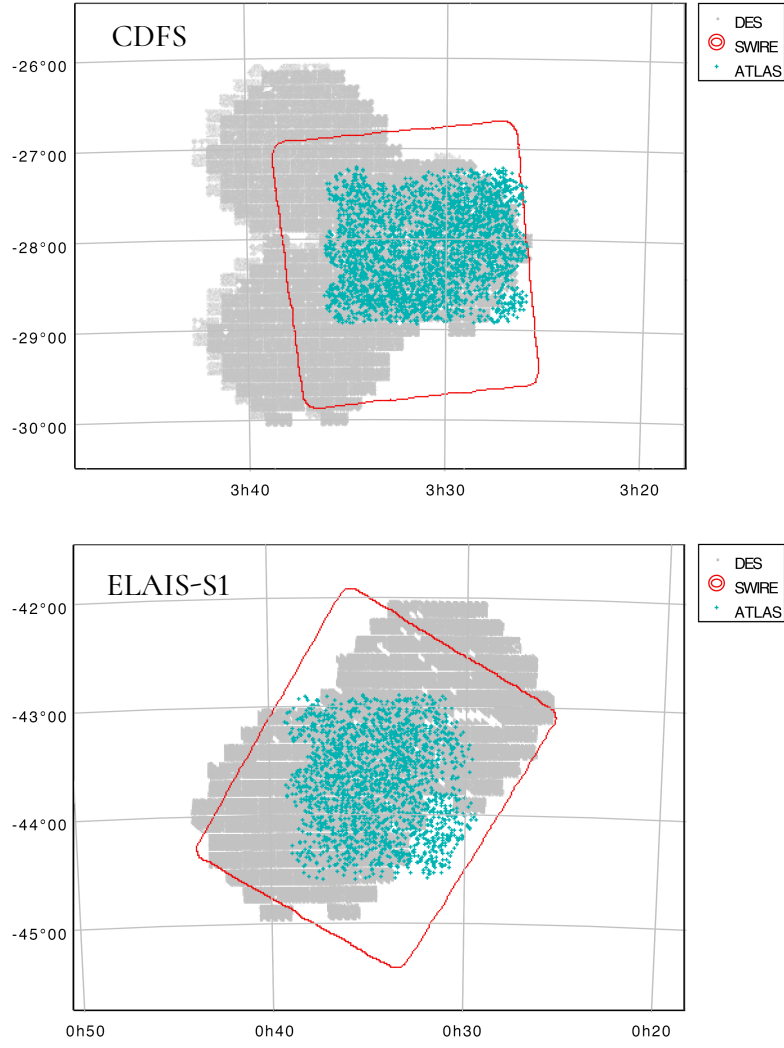 CDFS
DES
SWIRE
ATLAS
-26°00
-27°00
-28°00
-29°00
-30°00
3h40
3h30
3h20
ELAIS-S1
DES
SWIRE
ATLAS
-42°00
-43°00
-44°00
-45°00
0h50
0h40
0h30
0h20